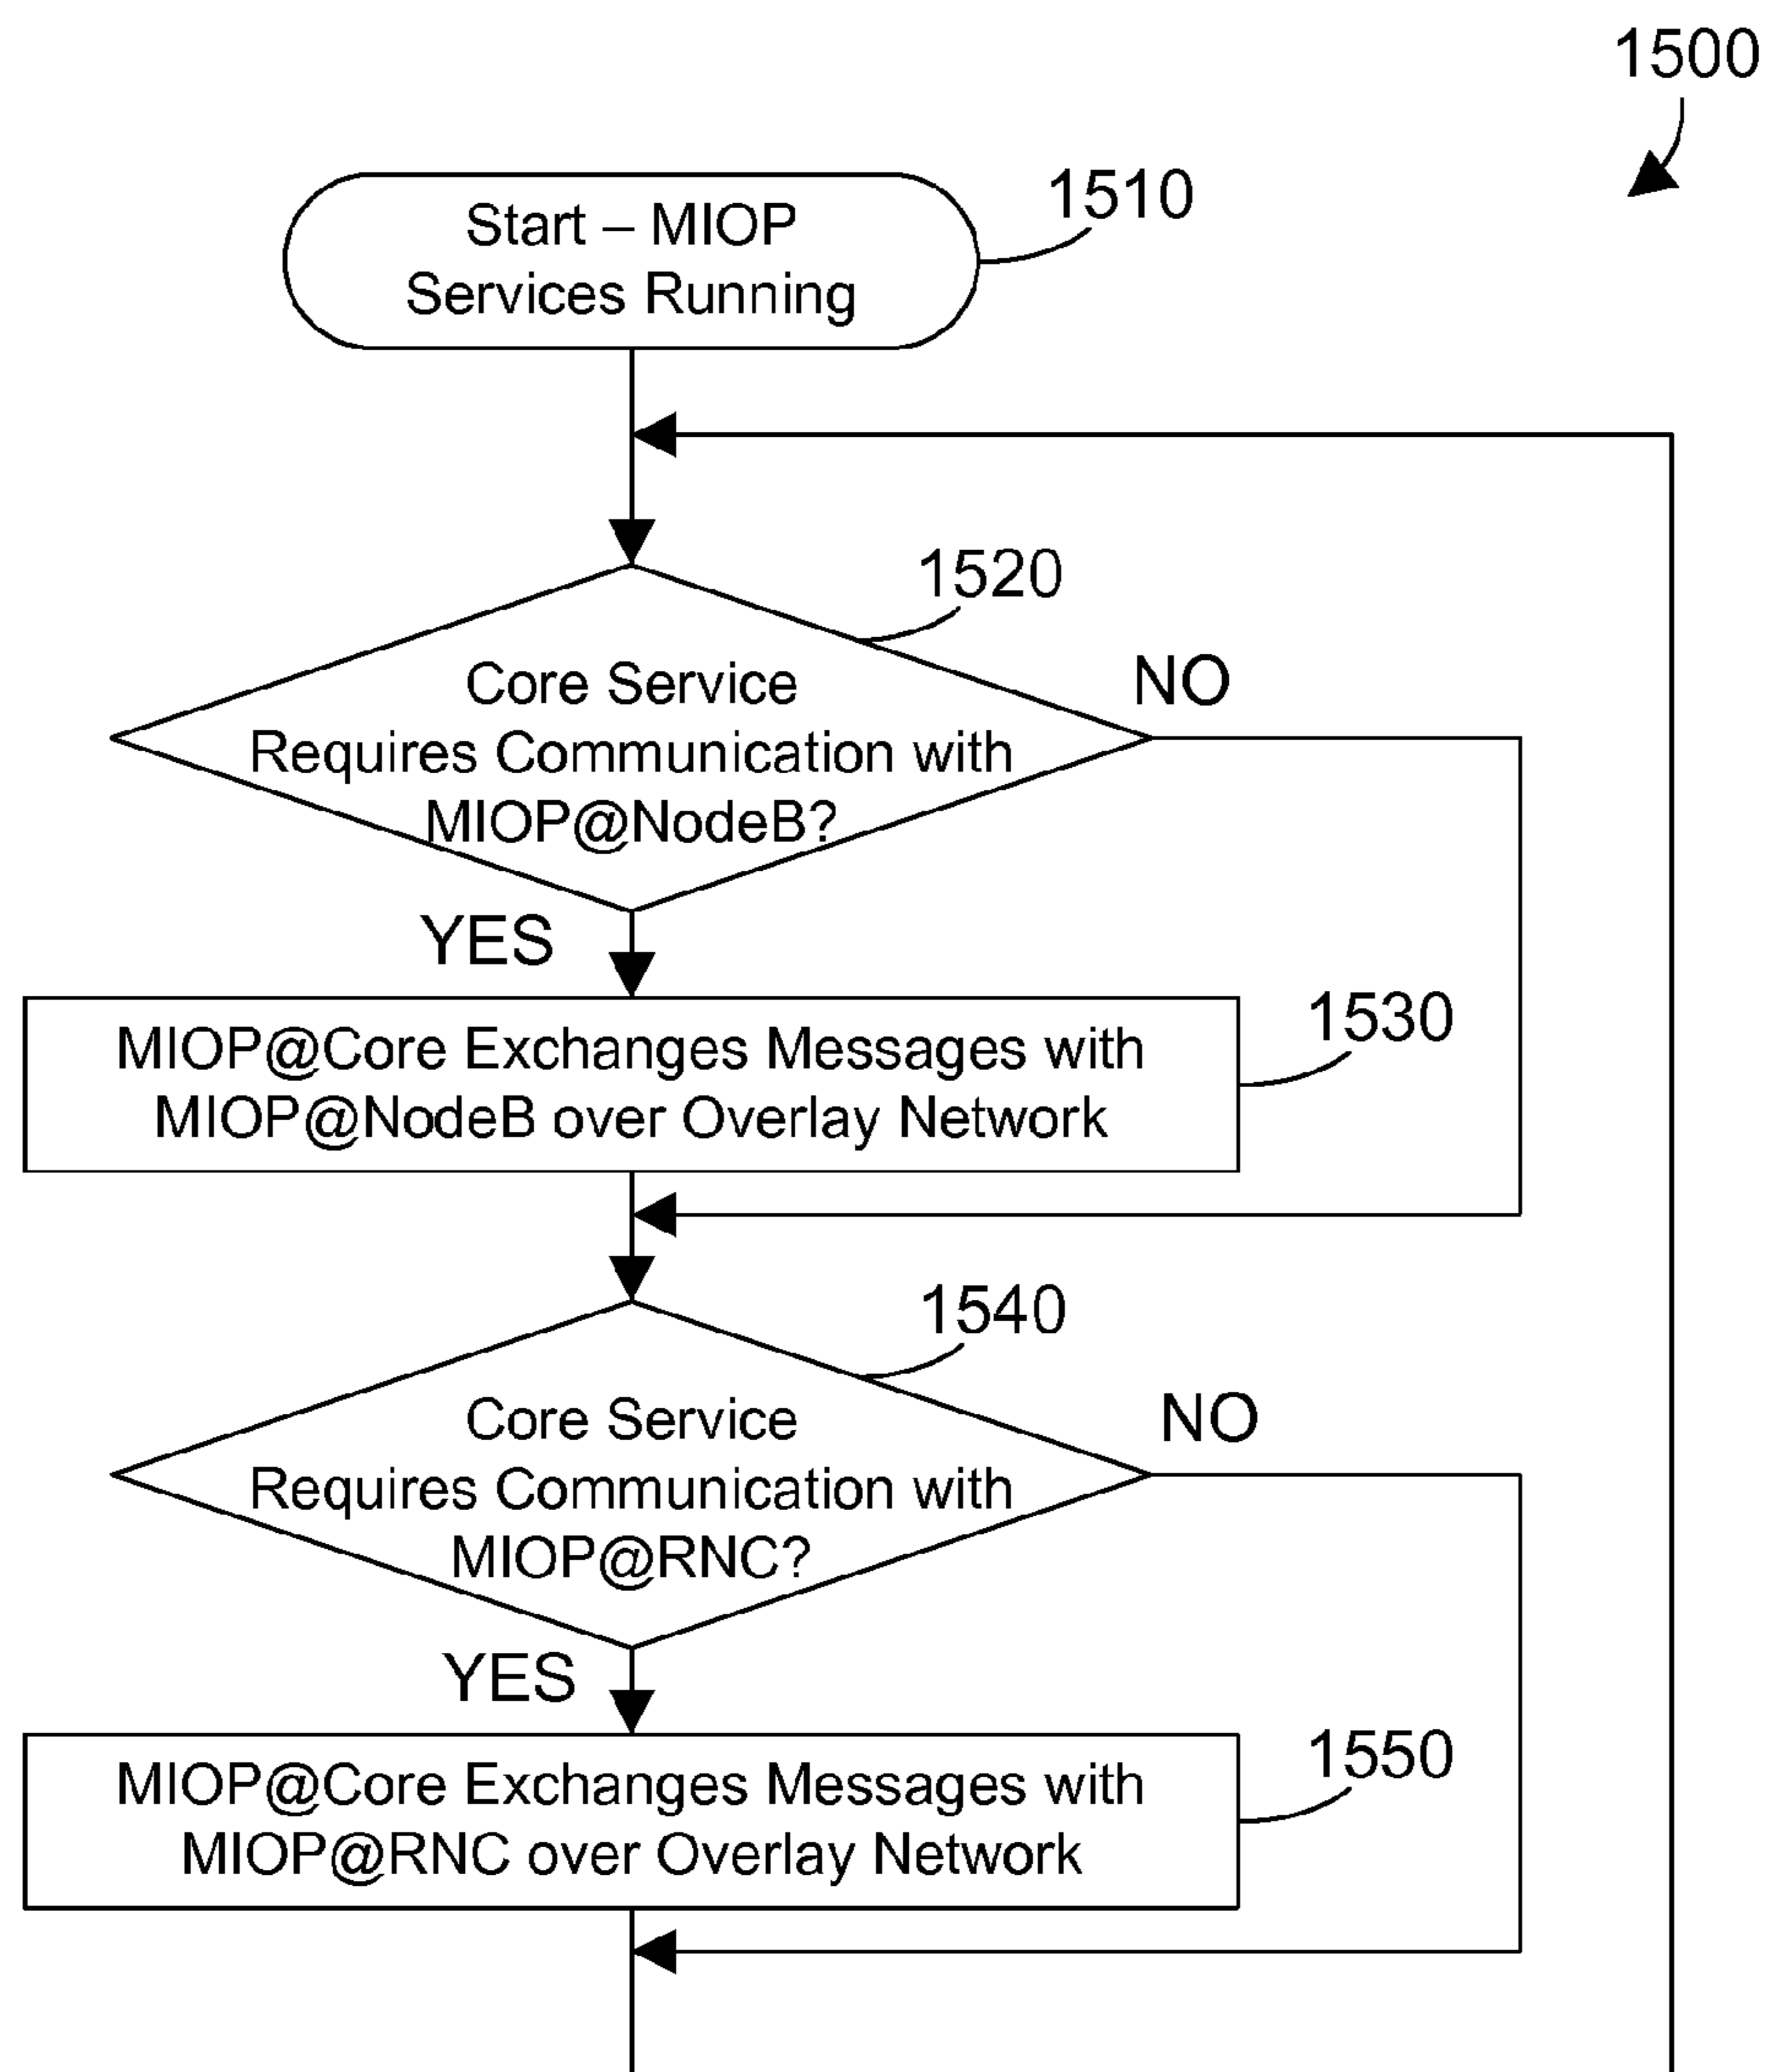 1500
Start – MIOP
Services Running
1510
1520
Core Service
Requires Communication with
MIOP@NodeB?
NO
YES
MIOP@Core Exchanges Messages with
MIOP@NodeB over Overlay Network
1530
1540
Core Service
Requires Communication with
MIOP@RNC?
NO
YES
MIOP@Core Exchanges Messages with
MIOP@RNC over Overlay Network
1550